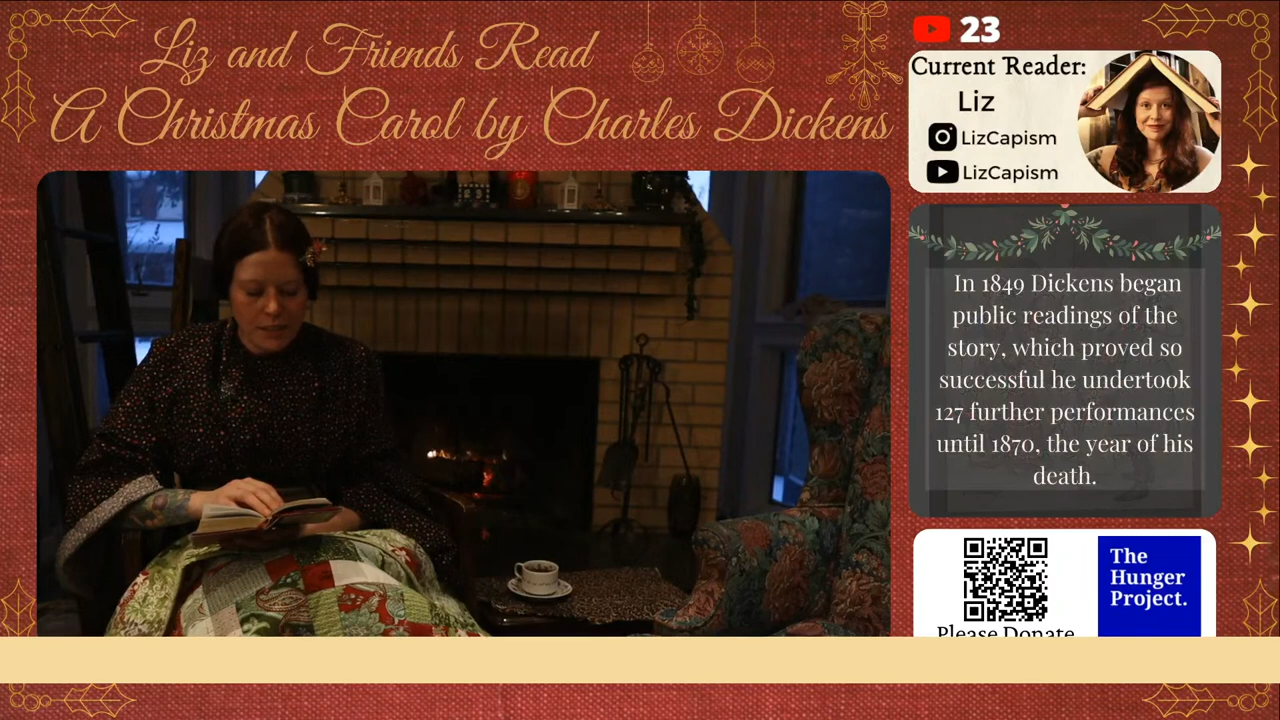 Liz and Friends Read
A Christmas Carol by Charles Dickens
23
Current Reader:
Liz
LizCapism
LizCapism
In 1849 Dickens began
public readings of the
story, which proved so
successful he undertook
127 further performances
until 1870, the year of his
death.
The
Hunger
Project.
Please Donate